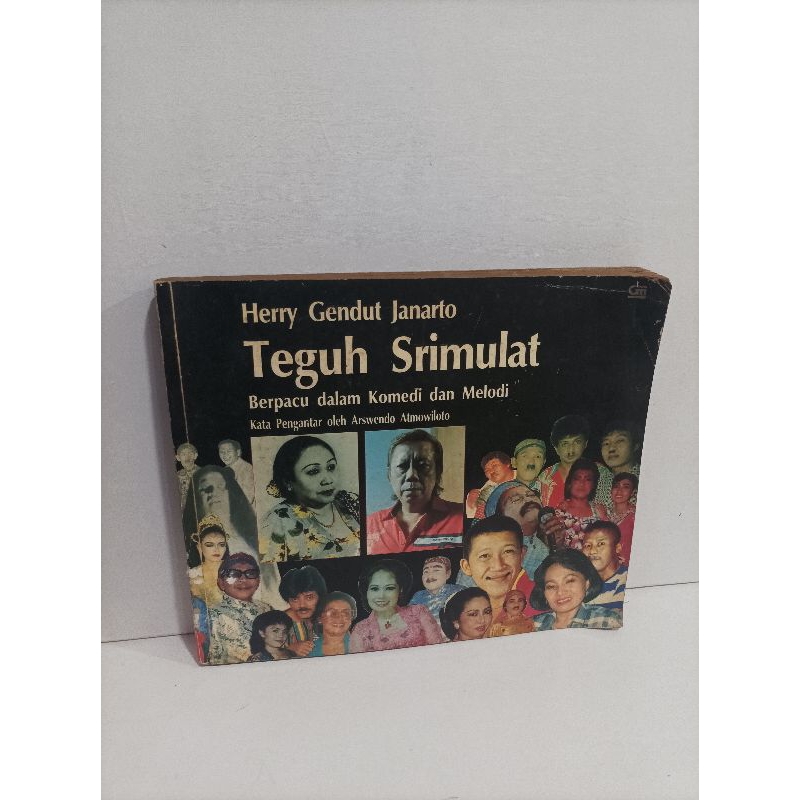 Herry Gendut Janarto
Teguh Srimulat
Berpacu dalam Komedi dan Melodi
Kata Pengantar oleh Arswendo Atmowiloto